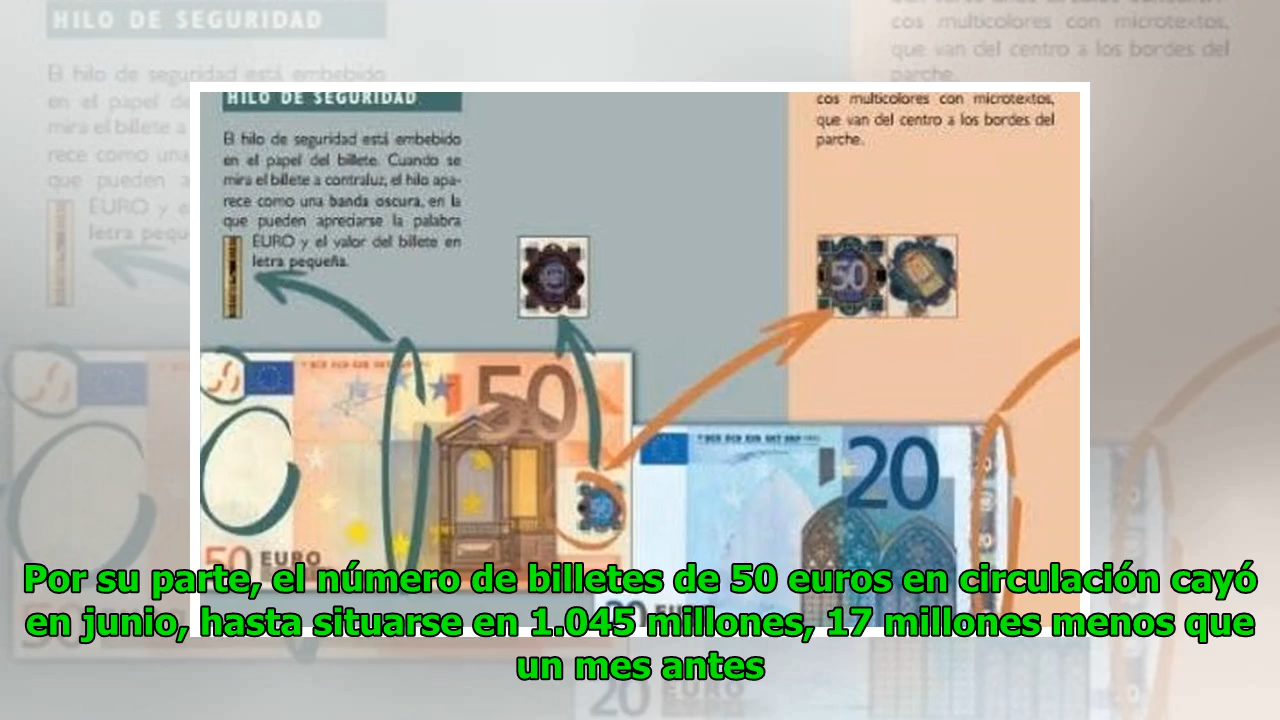 HILO DE SEGURIDAD
El hilo de seguridad está embebido
en el papel del billete. Cuando se
mira el billete a contraluz, el hilo apa-
rece como una banda oscura, en la
que pueden apreciarse la palabra
EURO y el valor del billete en
letra pequeña.
cos multicolores con microtextos,
que van del centro a los bordes del
parche.
50
50
50 EURO
20
20
Por su parte, el número de billetes de 50 euros en circulación cayó
en junio, hasta situarse en 1.045 millones, 17 millones menos que
un mes antes